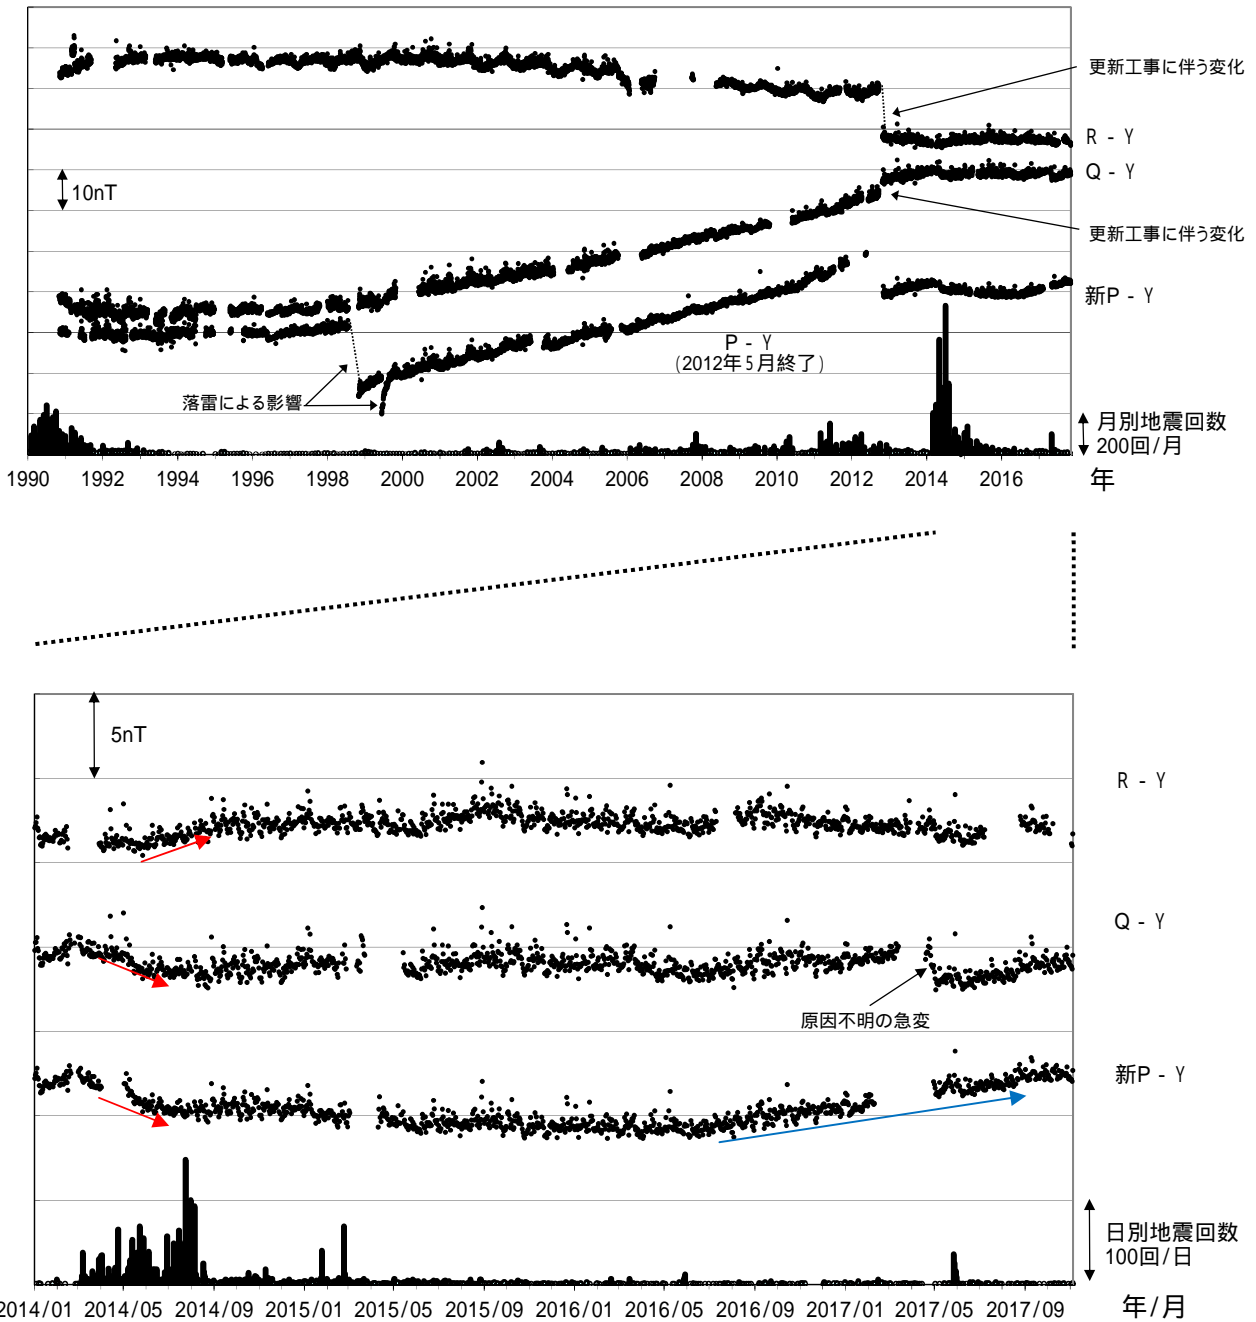 更新工事に伴う変化
R - Y
Q - Y
10nT
更新工事に伴う変化
新P - Y
P - Y
(2012年5月終了)
落雷による影響
月別地震回数
200回/月
1990 1992 1994 1996 1998 2000 2002 2004 2006 2008 2010 2012 2014 2016
年
5nT
R - Y
Q - Y
原因不明の急変
新P - Y
日別地震回数
100回/日
2014/01 2014/05 2014/09 2015/01 2015/05 2015/09 2016/01 2016/05 2016/09 2017/01 2017/05 2017/09
年/月